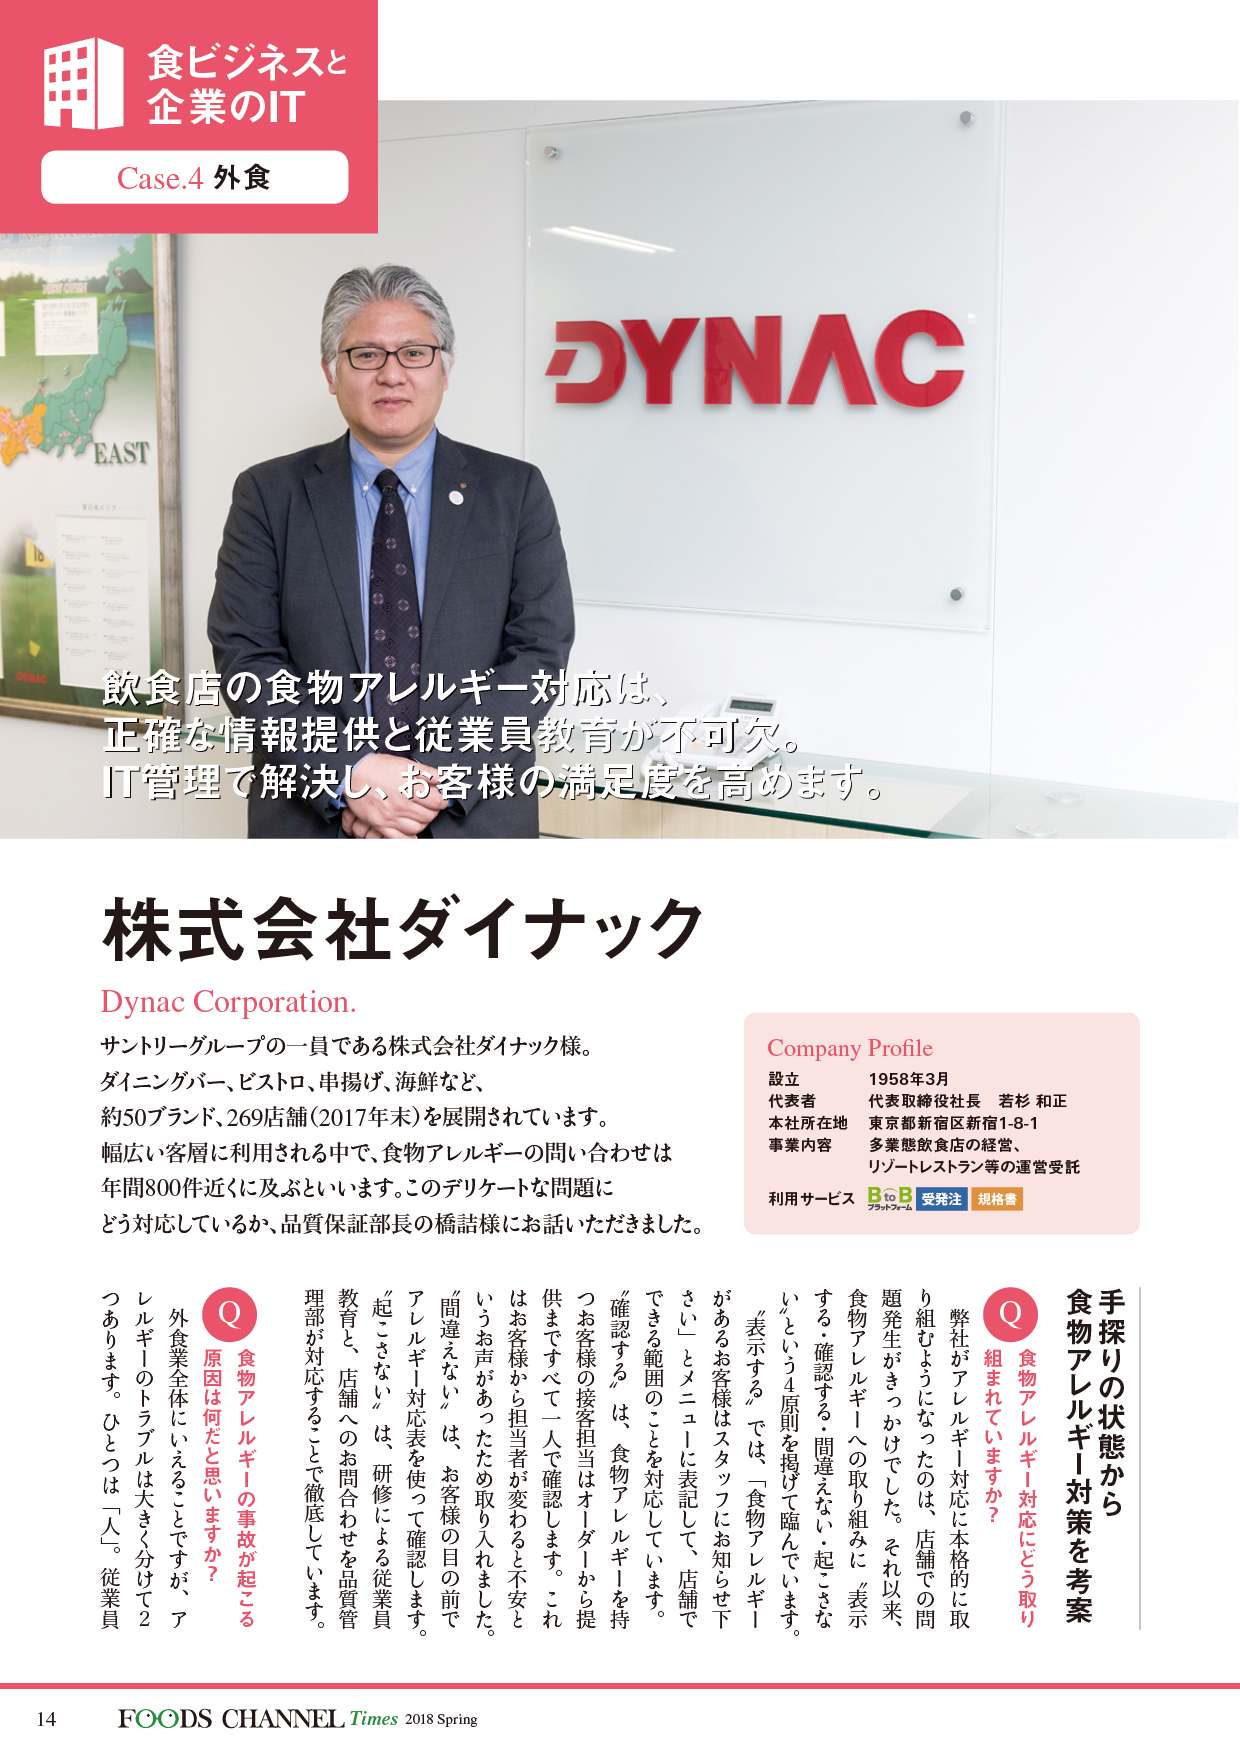 食ビジネスと
企業のIT
Case.4 外食
EAST
18
DYNAC
DYNAC
飲食店の食物アレルギー対応は、
正確な情報提供と従業員教育が不可欠。
IT管理で解決し、お客様の満足度を高めます。
株式会社ダイナック
Dynac Corporation.
サントリーグループの一員である株式会社ダイナック様。
ダイニングバー、ビストロ、串揚げ、海鮮など、
約50ブランド、269店舗(2017年末)を展開されています。
幅広い客層に利用される中で、食物アレルギーの問い合わせは
年間800件近くに及ぶといいます。このデリケートな問題に
どう対応しているか、品質保証部長の橋詰様にお話いただきました。
Company Profile
設立 1958年3月
代表者 代表取締役社長 若杉 和正
本社所在地 東京都新宿区新宿1-8-1
事業内容 多業態飲食店の経営、
リゾートレストラン等の運営受託
利用サービス BtoBプラットフォーム 受発注 規格書
手探りの状態から
食物アレルギー対策を考案
Q 食物アレルギー対応にどう取り
組まれていますか?
弊社がアレルギー対応に本格的に取
り組むようになったのは、店舗での問
題発生がきっかけでした。それ以来、
食物アレルギーへの取り組みに〝表示
する・確認する・間違えない・起こさな
い〟という4原則を掲げて臨んでいます。
〝表示する〟では、「食物アレルギー
があるお客様はスタッフにお知らせ下
さい」とメニューに表記して、店舗で
できる範囲のことを対応しています。
〝確認する〟は、食物アレルギーを持
つお客様の接客担当はオーダーから提
供まですべて一人で確認します。これ
はお客様から担当者が変わると不安と
いうお声があったため取り入れました。
〝間違えない〟は、お客様の目の前で
アレルギー対応表を使って確認します。
〝起こさない〟は、研修による従業員
教育と、店舗へのお問合わせを品質管
理部が対応することで徹底しています。
Q 食物アレルギーの事故が起こる
原因は何だと思いますか?
外食業全体にいえることですが、ア
レルギーのトラブルは大きく分けて2
つあります。ひとつは「人」。従業員
14 FOODS CHANNEL Times 2018 Spring